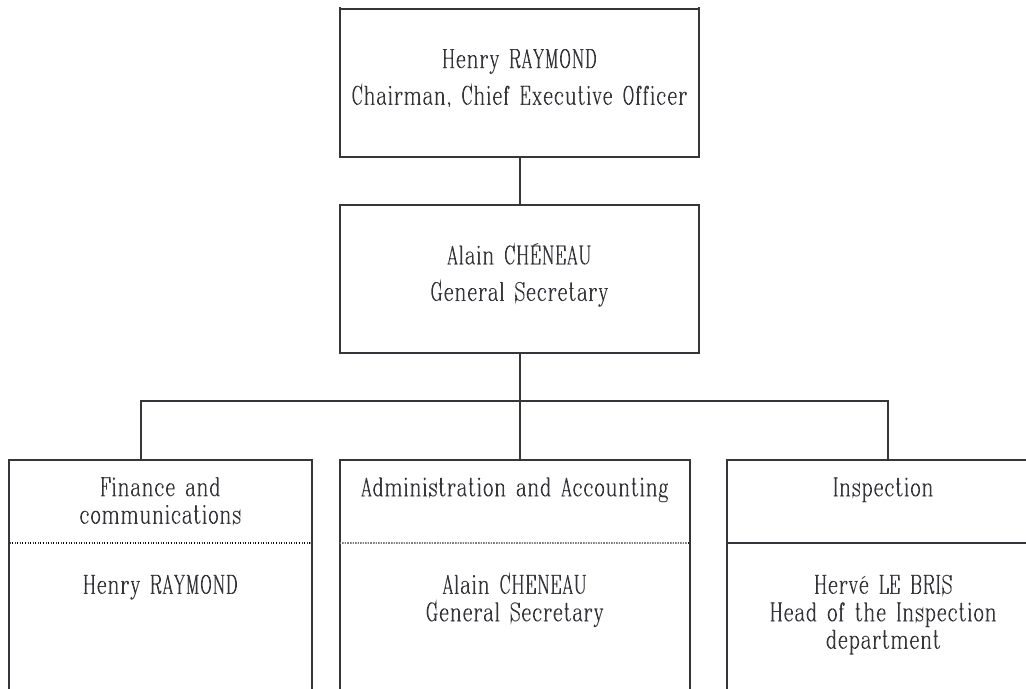 Henry RAYMOND
Chairman, Chief Executive Officer
Alain CHÉNEAU
General Secretary
Finance and
communications
Henry RAYMOND
Administration and Accounting
Alain CHENEAU
General Secretary
Inspection
Hervé LE BRIS
Head of the Inspection
department